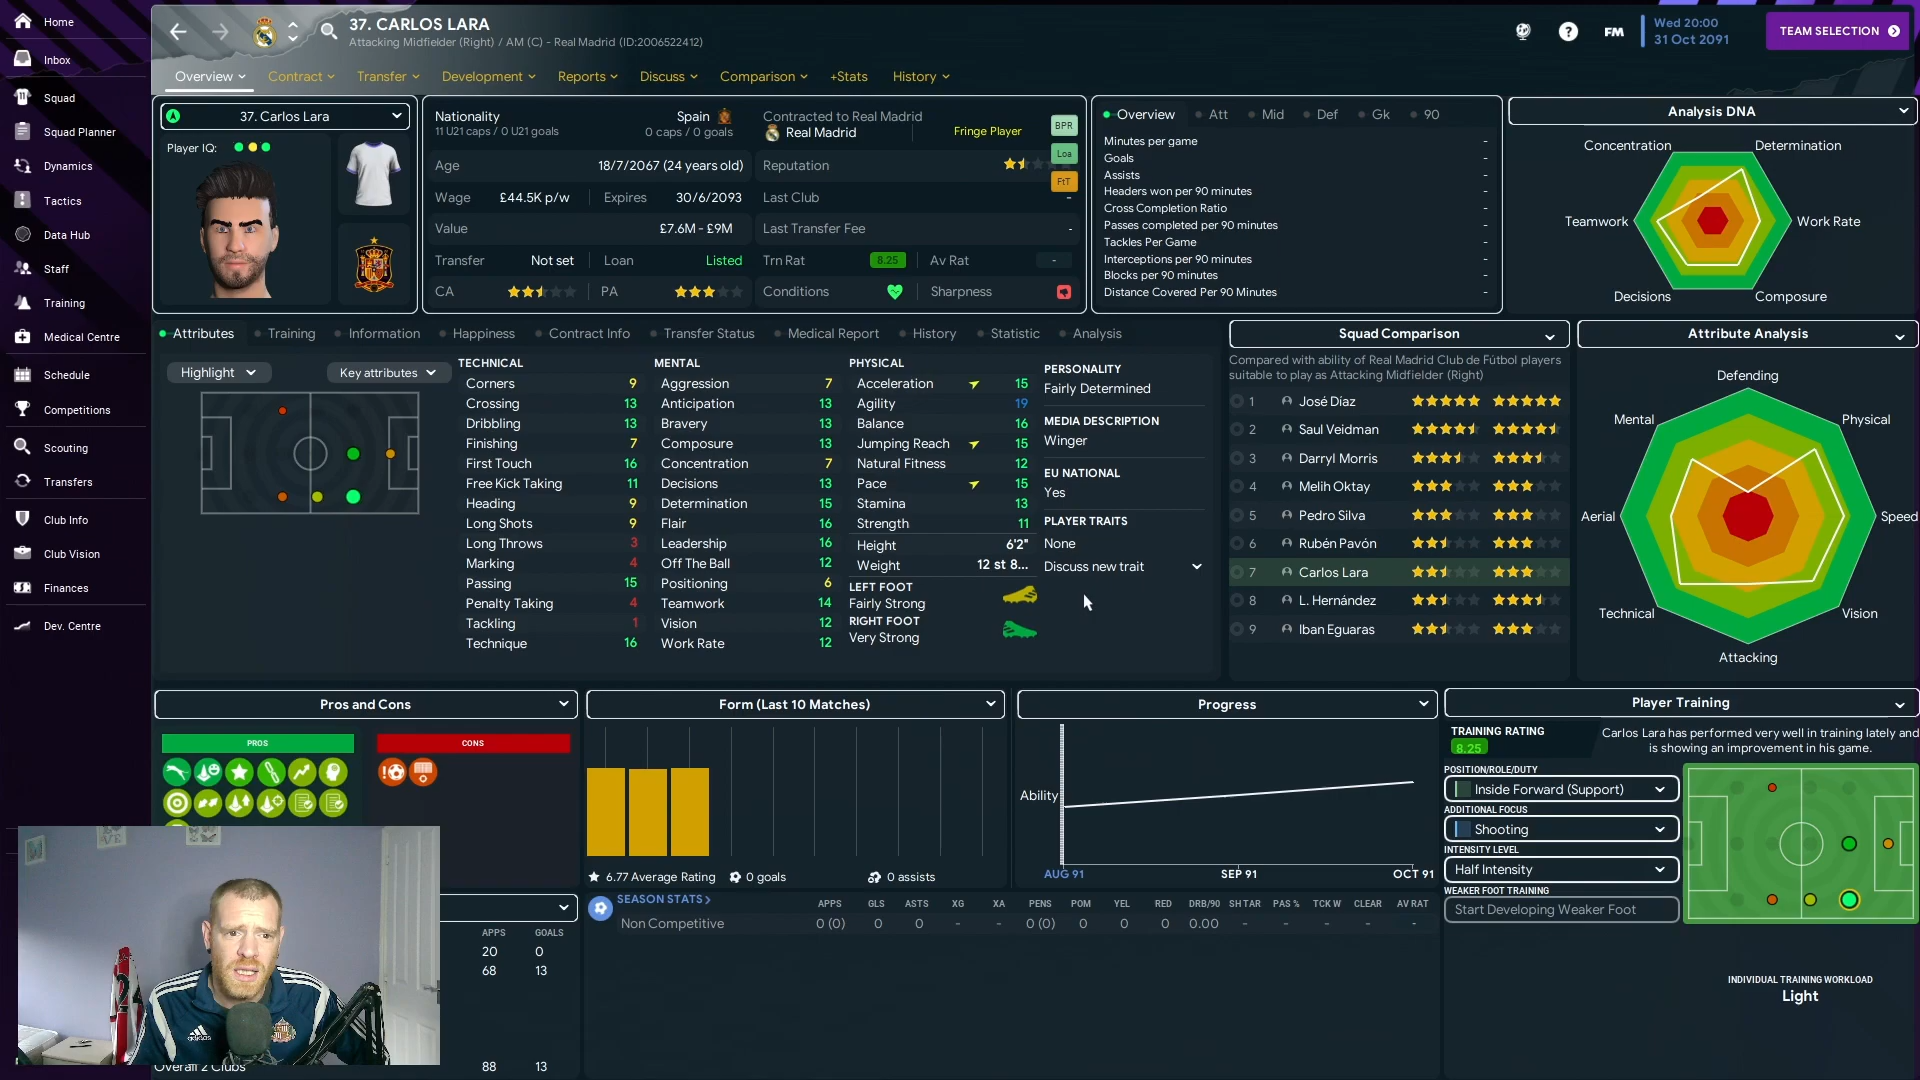 Home
Inbox
Squad
Squad Planner
Dynamics
Tactics
Data Hub
Staff
Training
Medical Centre
Schedule
Competitions
Scouting
Transfers
Club Info
Club Vision
Finances
Dev. Centre
37. CARLOS LARA
Attacking Midfielder (Right) / AM (C) - Real Madrid (ID:2006522412)
FM
Wed 20:00
31 Oct 2091
TEAM SELECTION
Overview Contract Transfer Development Reports Discuss Comparison +Stats History
37. Carlos Lara
Player IQ:
Nationality Spain
11 U21 caps / 0 U21 goals 0 caps / 0 goals
Age 18/7/2067 (24 years old)
Wage £44.5K p/w Expires 30/6/2093
Value £7.6M - £9M
Transfer Not set Loan Listed
CA PA
Contracted to Real Madrid
Real Madrid Fringe Player
Reputation
Last Club -
Last Transfer Fee -
Trn Rat 8.25 Av Rat -
Conditions Sharpness
BPR
Loa
FtT
Overview Att Mid Def Gk 90
Minutes per game -
Goals -
Assists -
Headers won per 90 minutes -
Cross Completion Ratio -
Passes completed per 90 minutes -
Tackles Per Game -
Interceptions per 90 minutes -
Blocks per 90 minutes -
Distance Covered Per 90 Minutes -
Analysis DNA
Concentration Determination
Teamwork Work Rate
Decisions Composure
Attributes Training Information Happiness Contract Info Transfer Status Medical Report History Statistic Analysis
Highlight Key attributes
TECHNICAL
Corners 9
Crossing 13
Dribbling 13
Finishing 7
First Touch 16
Free Kick Taking 11
Heading 9
Long Shots 9
Long Throws 3
Marking 4
Passing 15
Penalty Taking 4
Tackling 1
Technique 16
MENTAL
Aggression 7
Anticipation 13
Bravery 13
Composure 13
Concentration 7
Decisions 13
Determination 15
Flair 16
Leadership 16
Off The Ball 12
Positioning 6
Teamwork 14
Vision 12
Work Rate 12
PHYSICAL
Acceleration 15
Agility 19
Balance 16
Jumping Reach 15
Natural Fitness 12
Pace 15
Stamina 13
Strength 11
Height 6'2"
Weight 12 st 8...
LEFT FOOT
Fairly Strong
RIGHT FOOT
Very Strong
PERSONALITY
Fairly Determined
MEDIA DESCRIPTION
Winger
EU NATIONAL
Yes
PLAYER TRAITS
None
Discuss new trait
Squad Comparison
Compared with ability of Real Madrid Club de Fútbol players
suitable to play as Attacking Midfielder (Right)
1 José Díaz
2 Saul Veidman
3 Darryl Morris
4 Melih Oktay
5 Pedro Silva
6 Rubén Pavón
7 Carlos Lara
8 L. Hernández
9 Iban Eguaras
Attribute Analysis
Defending
Mental Physical
Aerial Speed
Technical Vision
Attacking
Pros and Cons
PROS CONS
Form (Last 10 Matches)
6.77 Average Rating 0 goals 0 assists
Progress
Ability
AUG 91 SEP 91 OCT 91
Player Training
TRAINING RATING
8.25
Carlos Lara has performed very well in training lately and
is showing an improvement in his game.
POSITION/ROLE/DUTY
Inside Forward (Support)
ADDITIONAL FOCUS
Shooting
INTENSITY LEVEL
Half Intensity
WEAKER FOOT TRAINING
Start Developing Weaker Foot
INDIVIDUAL TRAINING WORKLOAD
Light
SEASON STATS APPS GLS ASTS XG XA PENS POM YEL RED DRB/90 SH TAR PAS % TCK W CLEAR AV RAT
Non Competitive 0 (0) 0 0 - - 0 (0) 0 0 0 0.00 - - - - -
APPS GOALS
20 0
68 13
Overall 2 Clubs 88 13
adidas